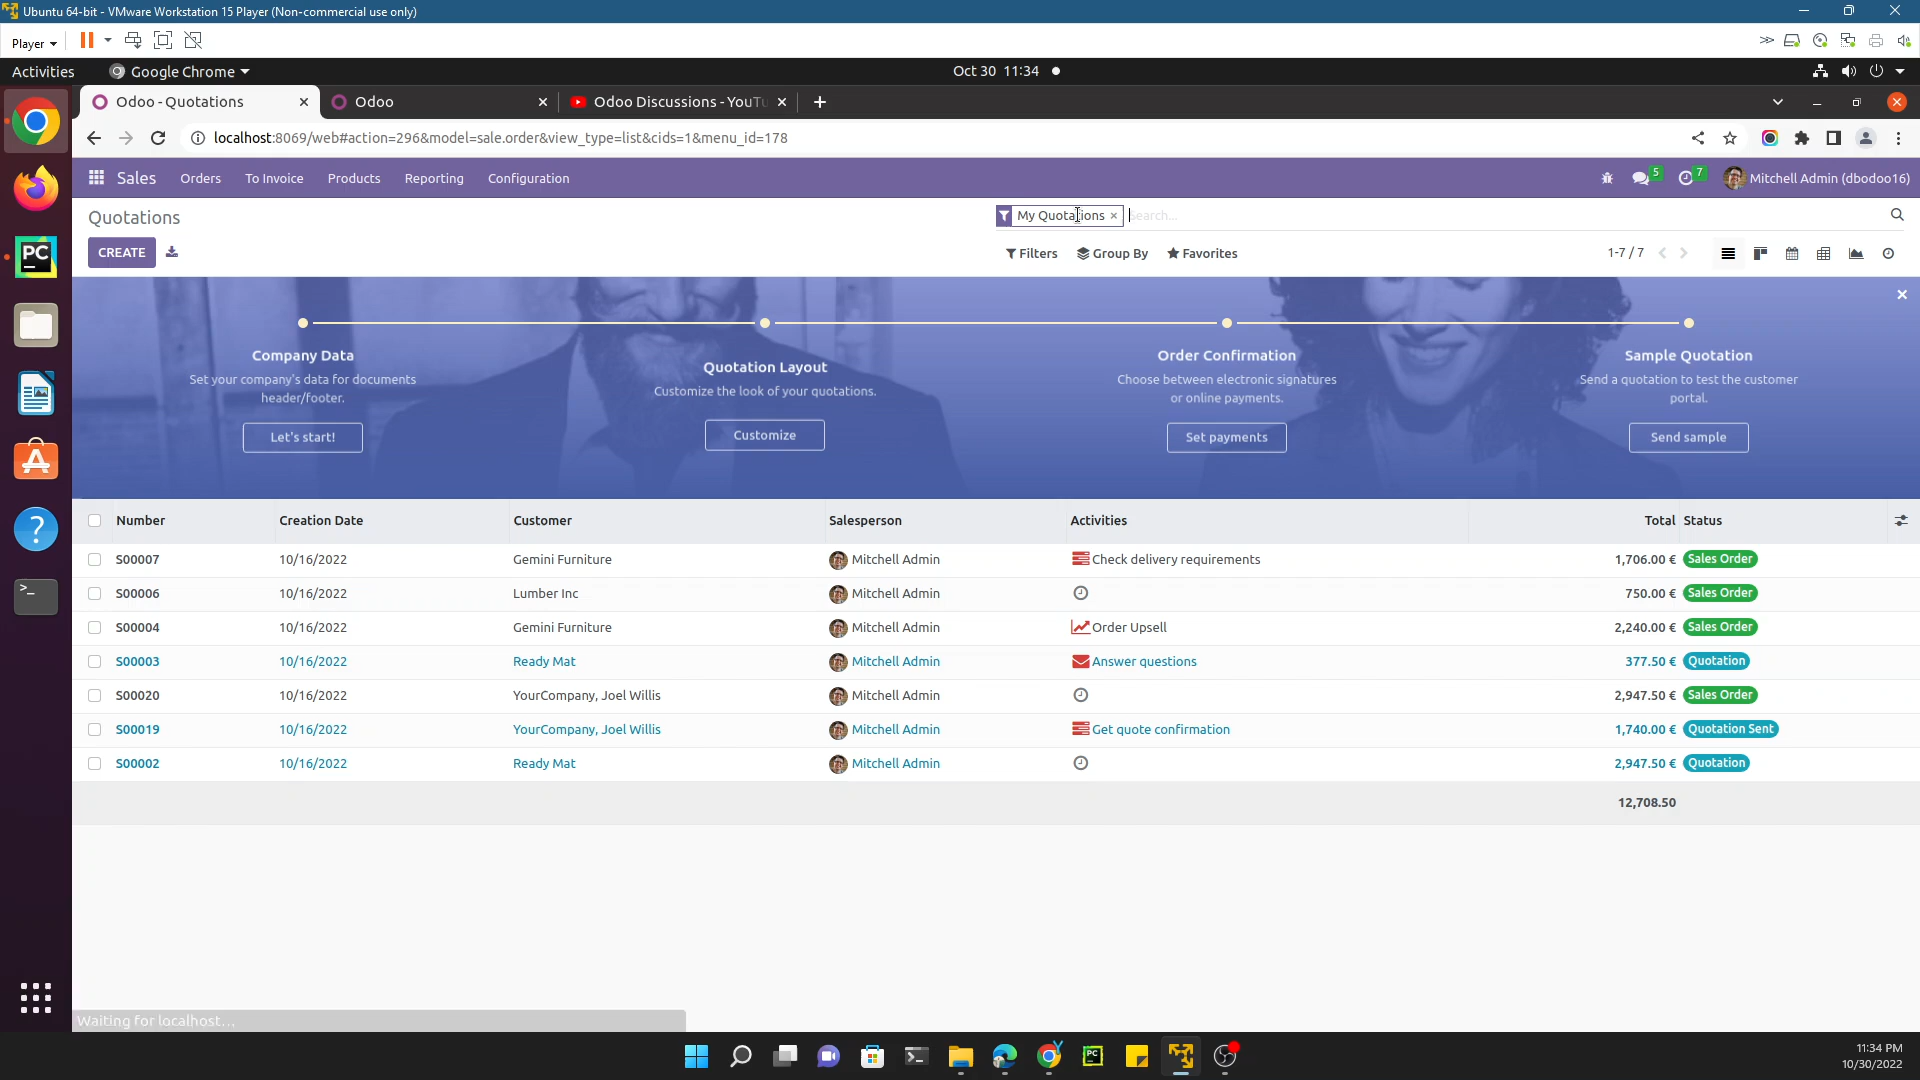 Ubuntu 64-bit - VMware Workstation 15 Player (Non-commercial use only)
Player
Activities
Google Chrome
Oct 30 11:34
Odoo - Quotations
Odoo
Odoo Discussions - YouTu
localhost:8069/web#action=296&model=sale.order&view_type=list&cids=1&menu_id=178
Sales
Orders
To Invoice
Products
Reporting
Configuration
5
7
Mitchell Admin (dbodoo16)
Quotations
My Quotations
Search...
CREATE
Filters
Group By
Favorites
1-7 / 7
Company Data
Set your company's data for documents
header/footer.
Let's start!
Quotation Layout
Customize the look of your quotations.
Customize
Order Confirmation
Choose between electronic signatures
or online payments.
Set payments
Sample Quotation
Send a quotation to test the customer
portal.
Send sample
Number Creation Date Customer Salesperson Activities Total Status
S00007 10/16/2022 Gemini Furniture Mitchell Admin Check delivery requirements 1,706.00 € Sales Order
S00006 10/16/2022 Lumber Inc Mitchell Admin 750.00 € Sales Order
S00004 10/16/2022 Gemini Furniture Mitchell Admin Order Upsell 2,240.00 € Sales Order
S00003 10/16/2022 Ready Mat Mitchell Admin Answer questions 377.50 € Quotation
S00020 10/16/2022 YourCompany, Joel Willis Mitchell Admin 2,947.50 € Sales Order
S00019 10/16/2022 YourCompany, Joel Willis Mitchell Admin Get quote confirmation 1,740.00 € Quotation Sent
S00002 10/16/2022 Ready Mat Mitchell Admin 2,947.50 € Quotation
12,708.50
Waiting for localhost...
11:34 PM
10/30/2022